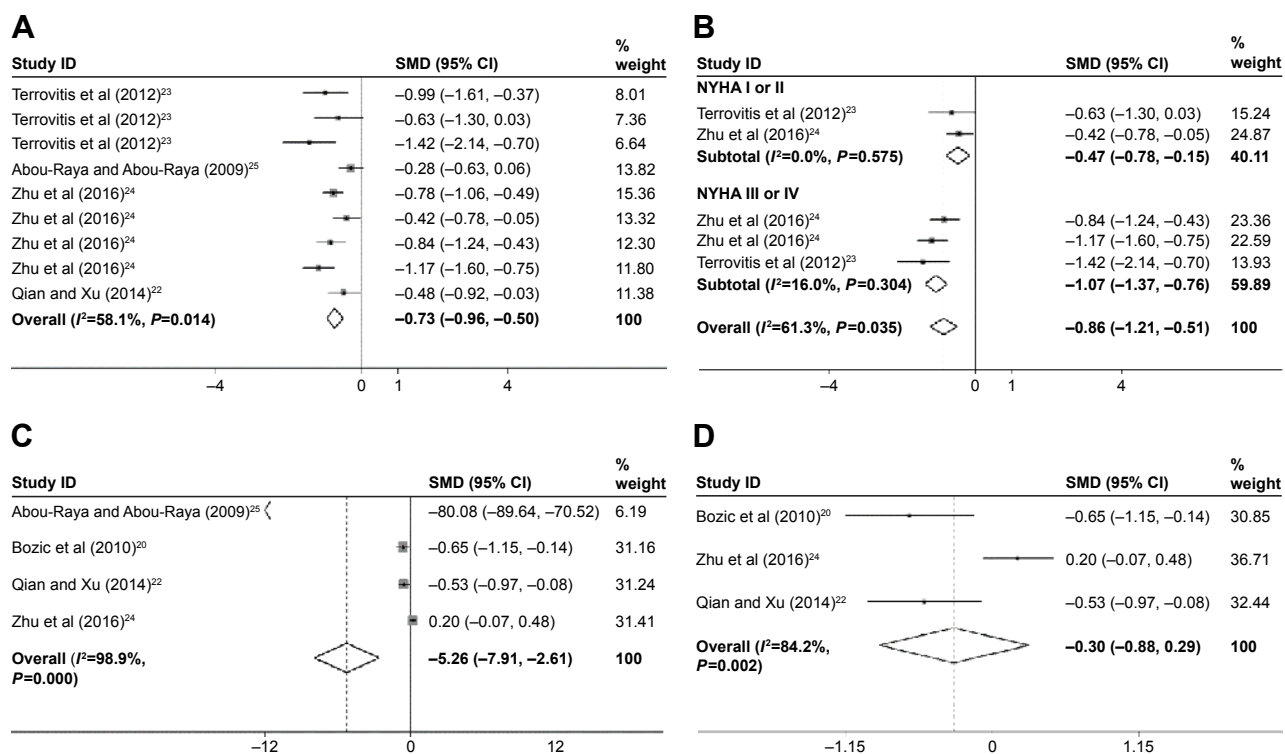 A
%
Study ID SMD (95% CI) weight
Terrovitis et al (2012)²³ –0.99 (–1.61, –0.37) 8.01
Terrovitis et al (2012)²³ –0.63 (–1.30, 0.03) 7.36
Terrovitis et al (2012)²³ –1.42 (–2.14, –0.70) 6.64
Abou-Raya and Abou-Raya (2009)²⁵ –0.28 (–0.63, 0.06) 13.82
Zhu et al (2016)²⁴ –0.78 (–1.06, –0.49) 15.36
Zhu et al (2016)²⁴ –0.42 (–0.78, –0.05) 13.32
Zhu et al (2016)²⁴ –0.84 (–1.24, –0.43) 12.30
Zhu et al (2016)²⁴ –1.17 (–1.60, –0.75) 11.80
Qian and Xu (2014)²² –0.48 (–0.92, –0.03) 11.38
Overall (I²=58.1%, P=0.014) –0.73 (–0.96, –0.50) 100
–4 0 1 4
B
%
Study ID SMD (95% CI) weight
NYHA I or II
Terrovitis et al (2012)²³ –0.63 (–1.30, 0.03) 15.24
Zhu et al (2016)²⁴ –0.42 (–0.78, –0.05) 24.87
Subtotal (I²=0.0%, P=0.575) –0.47 (–0.78, –0.15) 40.11
NYHA III or IV
Zhu et al (2016)²⁴ –0.84 (–1.24, –0.43) 23.36
Zhu et al (2016)²⁴ –1.17 (–1.60, –0.75) 22.59
Terrovitis et al (2012)²³ –1.42 (–2.14, –0.70) 13.93
Subtotal (I²=16.0%, P=0.304) –1.07 (–1.37, –0.76) 59.89
Overall (I²=61.3%, P=0.035) –0.86 (–1.21, –0.51) 100
–4 0 1 4
C
%
Study ID SMD (95% CI) weight
Abou-Raya and Abou-Raya (2009)²⁵ –80.08 (–89.64, –70.52) 6.19
Bozic et al (2010)²⁰ –0.65 (–1.15, –0.14) 31.16
Qian and Xu (2014)²² –0.53 (–0.97, –0.08) 31.24
Zhu et al (2016)²⁴ 0.20 (–0.07, 0.48) 31.41
Overall (I²=98.9%, –5.26 (–7.91, –2.61) 100
P=0.000)
–12 0 12
D
%
Study ID SMD (95% CI) weight
Bozic et al (2010)²⁰ –0.65 (–1.15, –0.14) 30.85
Zhu et al (2016)²⁴ 0.20 (–0.07, 0.48) 36.71
Qian and Xu (2014)²² –0.53 (–0.97, –0.08) 32.44
Overall (I²=84.2%, –0.30 (–0.88, 0.29) 100
P=0.002)
–1.15 0 1.15